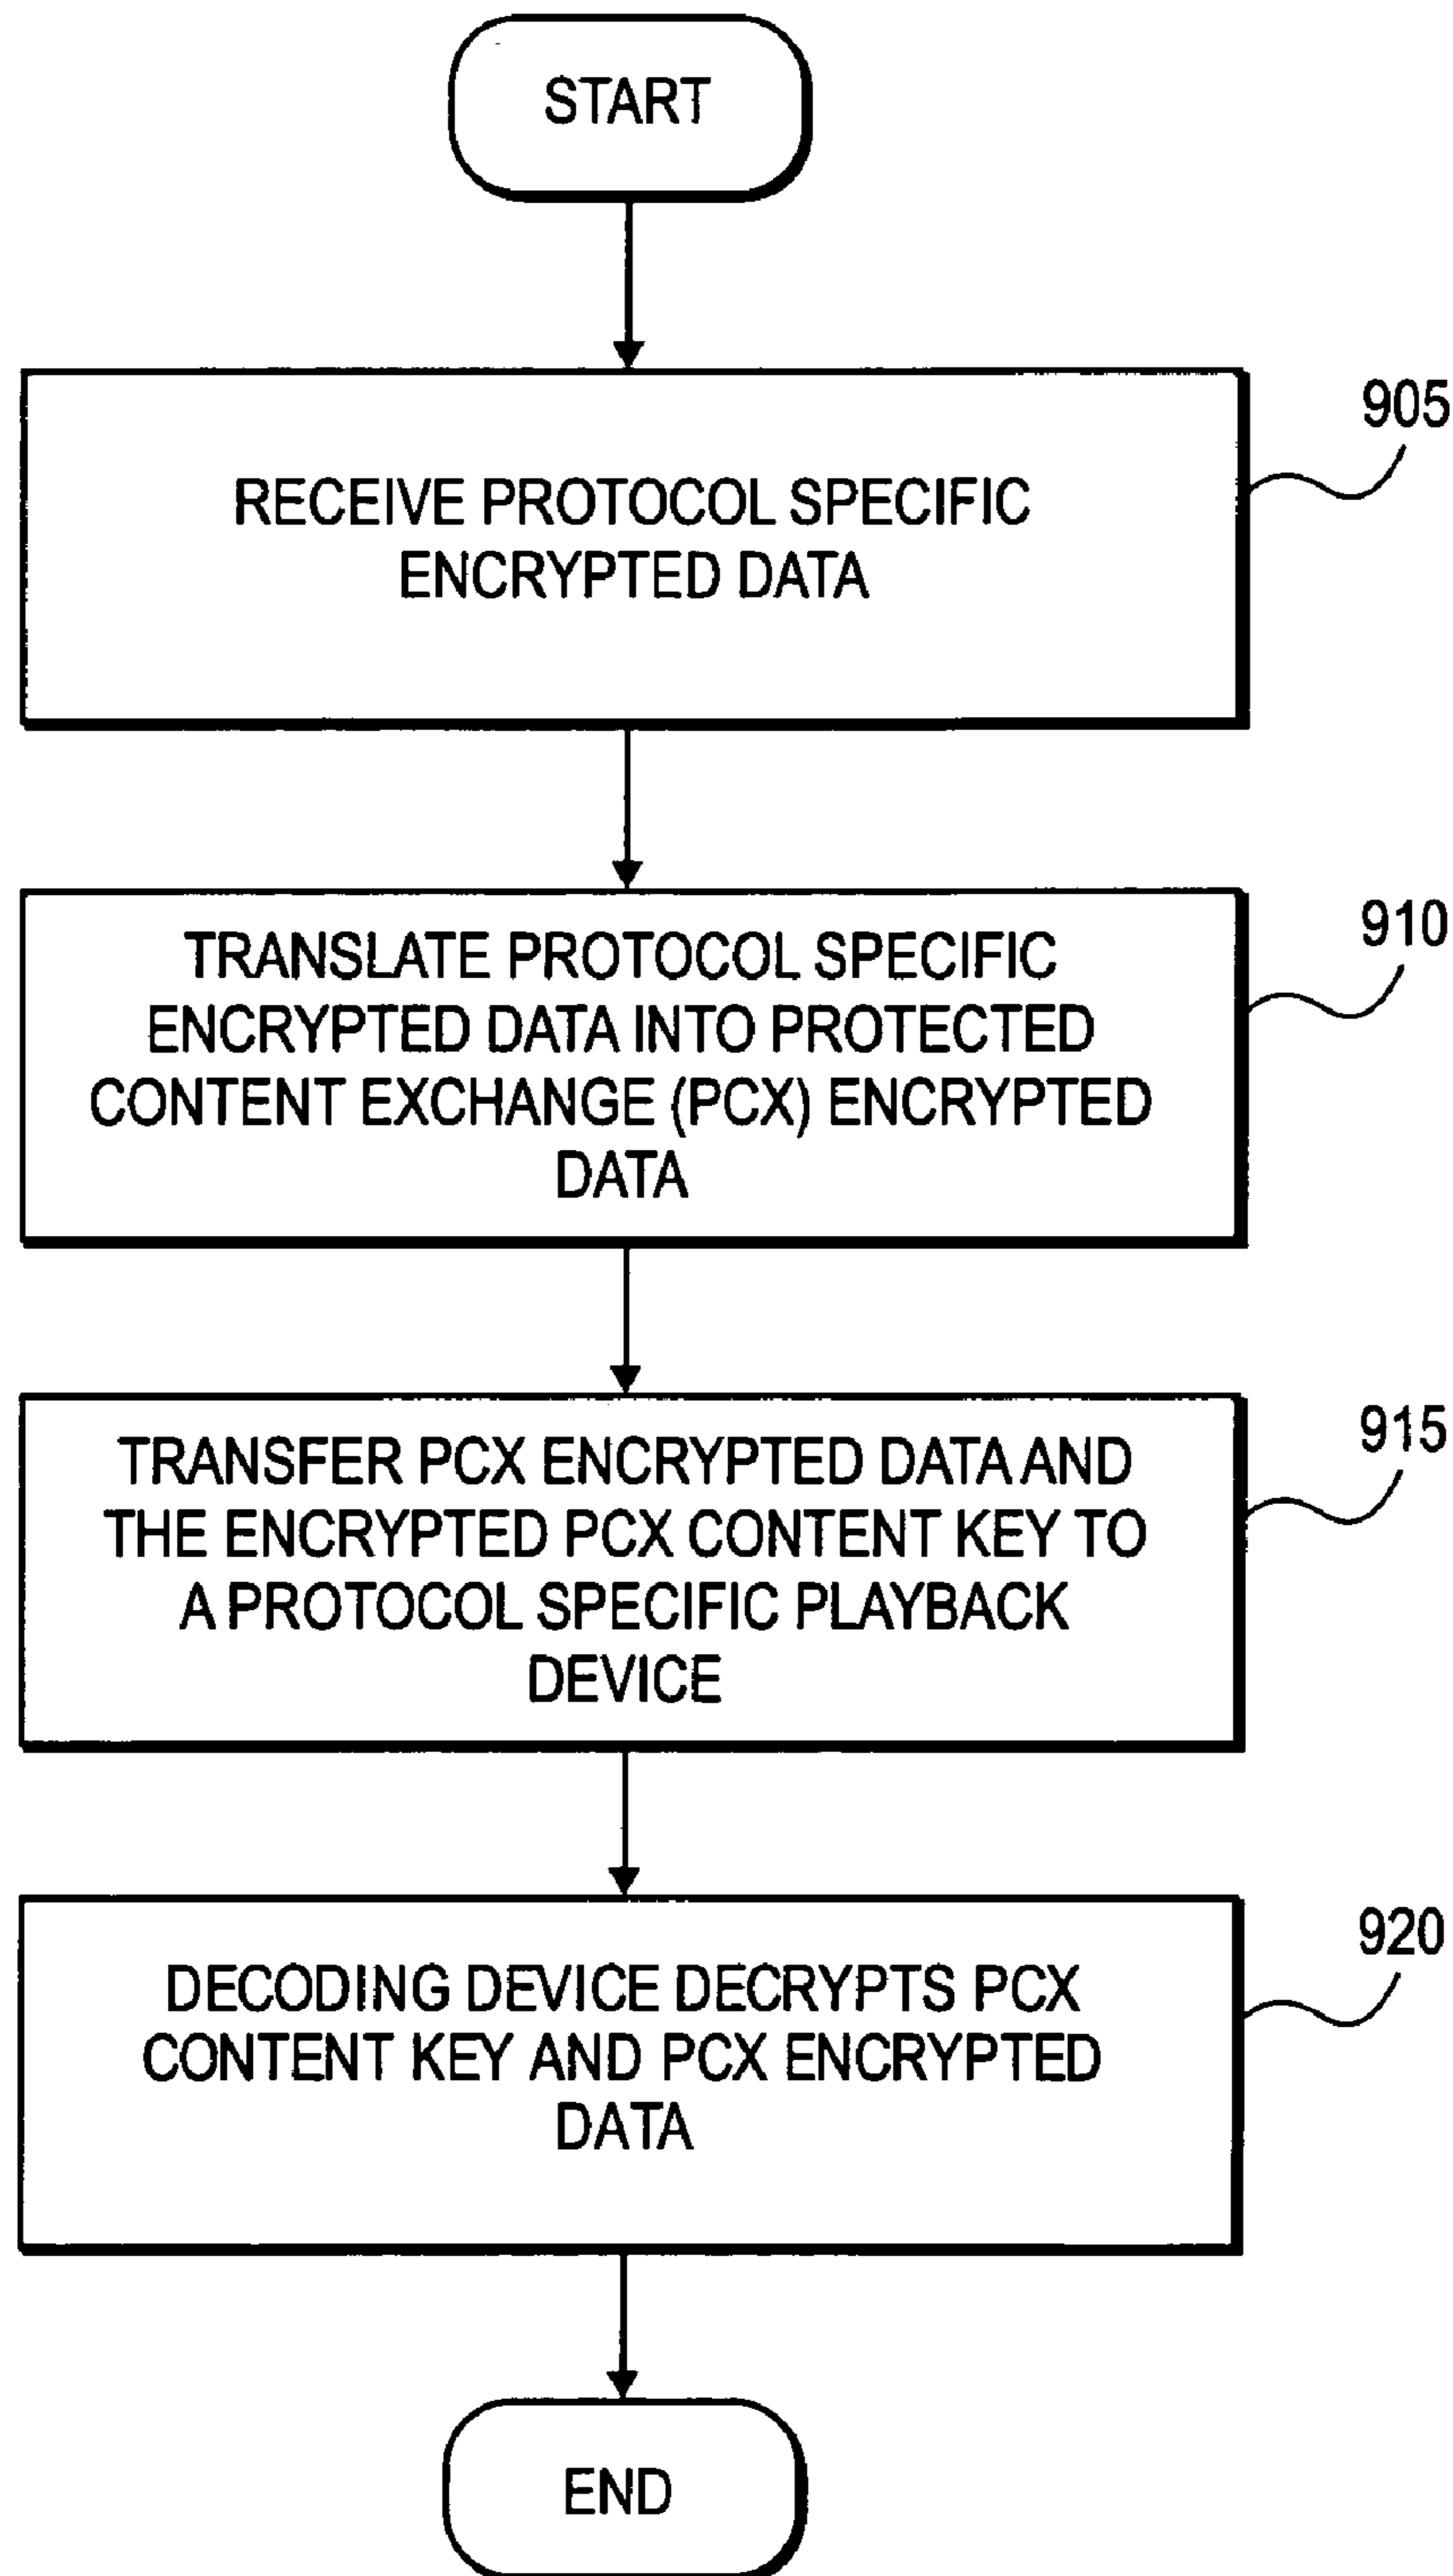 START
905
RECEIVE PROTOCOL SPECIFIC
ENCRYPTED DATA
910
TRANSLATE PROTOCOL SPECIFIC
ENCRYPTED DATA INTO PROTECTED
CONTENT EXCHANGE (PCX) ENCRYPTED
DATA
915
TRANSFER PCX ENCRYPTED DATA AND
THE ENCRYPTED PCX CONTENT KEY TO
A PROTOCOL SPECIFIC PLAYBACK
DEVICE
920
DECODING DEVICE DECRYPTS PCX
CONTENT KEY AND PCX ENCRYPTED
DATA
END